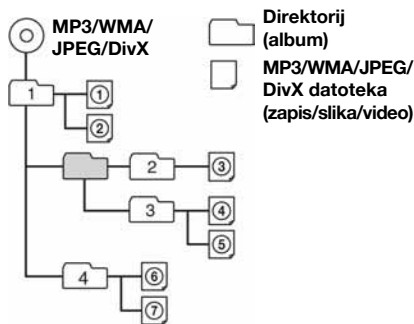 MP3/WMA/
JPEG/DivX
Direktorij
(album)
MP3/WMA/JPEG/
DivX datoteka
(zapis/slika/video)
1
①
②
2
③
3
④
⑤
4
⑥
⑦